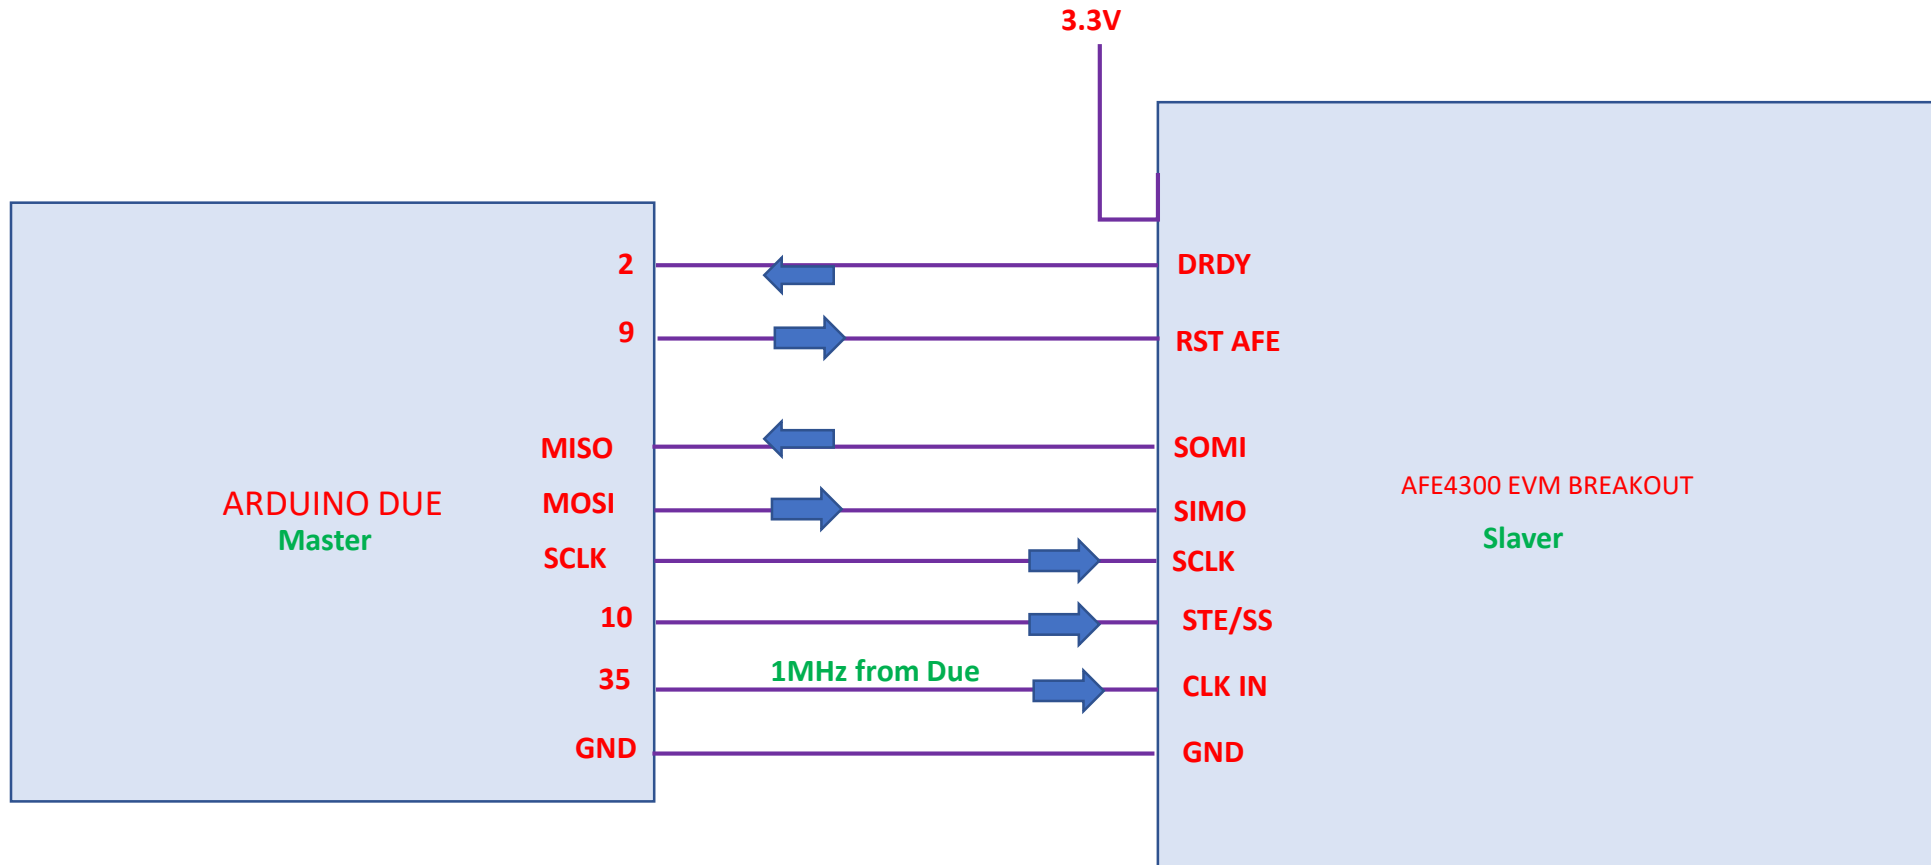 3.3V
2
DRDY
9
RST AFE
MISO
SOMI
ARDUINO DUE
Master
MOSI
SIMO
AFE4300 EVM BREAKOUT
Slaver
SCLK
SCLK
10
STE/SS
1MHz from Due
35
CLK IN
GND
GND